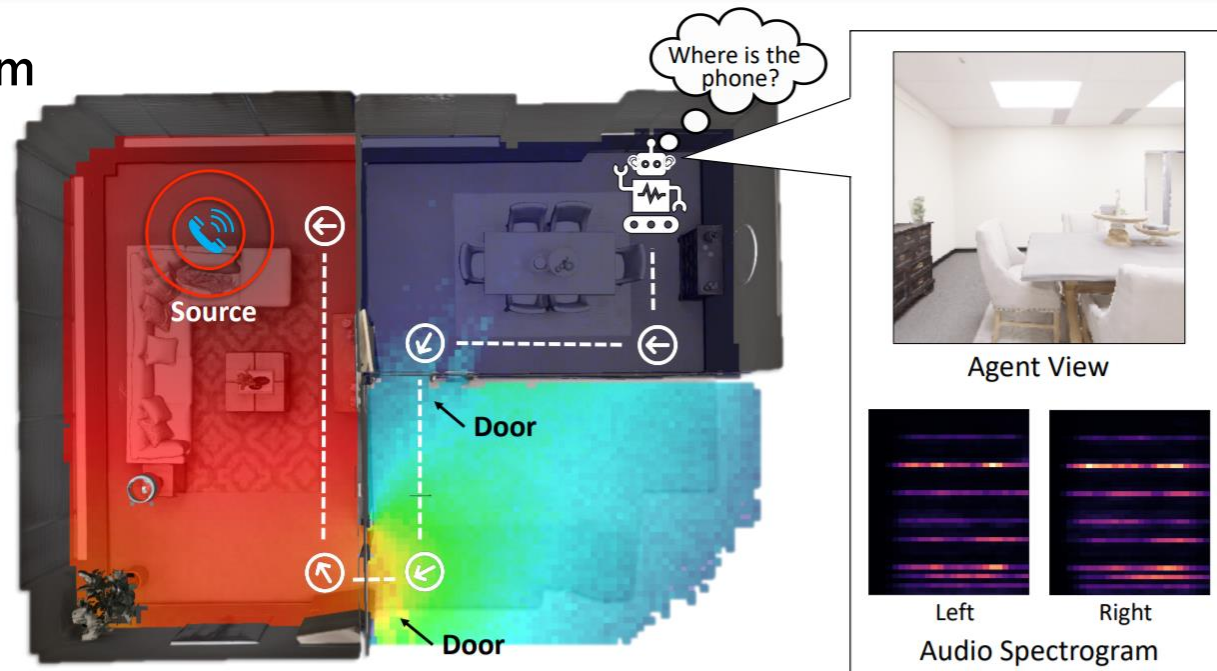 m
Where is the
phone?
Source
Door
Door
Agent View
Left
Right
Audio Spectrogram